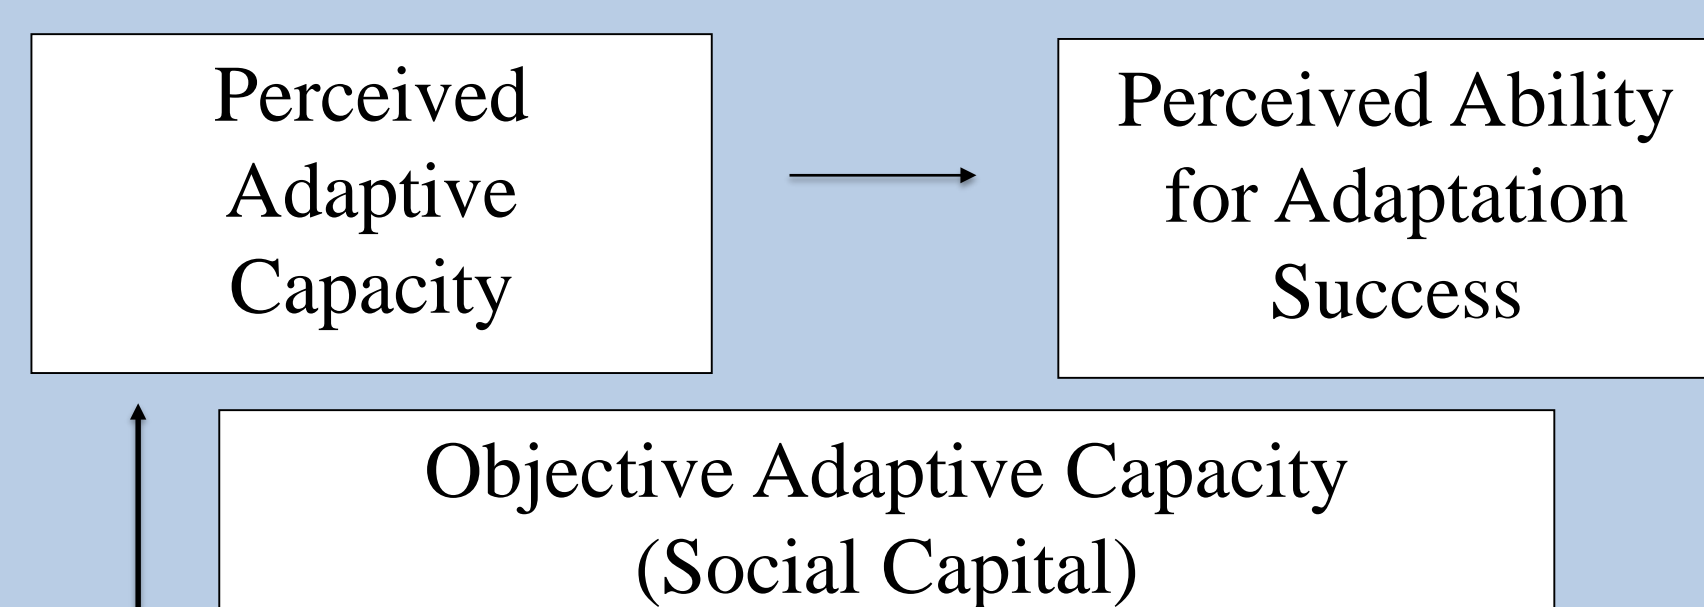 Perceived
Adaptive
Capacity
Perceived Ability
for Adaptation
Success
Objective Adaptive Capacity
(Social Capital)